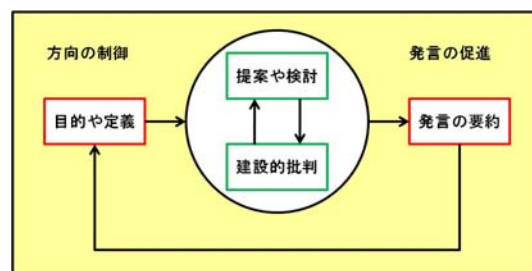 方向の制御
発言の促進
提案や検討
目的や定義
発言の要約
建設的批判